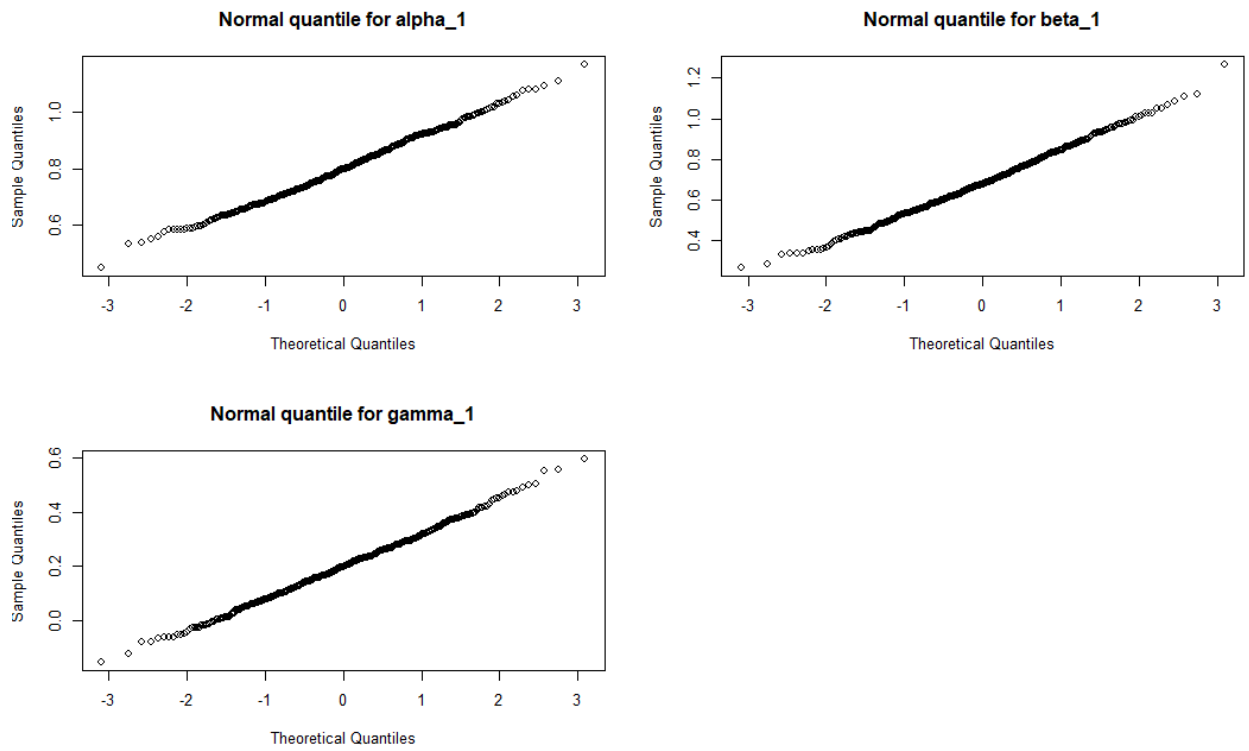 Normal quantile for alpha_1
Sample Quantiles
0.6 0.8 1.0
-3 -2 -1 0 1 2 3
Theoretical Quantiles
Normal quantile for beta_1
Sample Quantiles
0.4 0.6 0.8 1.0 1.2
-3 -2 -1 0 1 2 3
Theoretical Quantiles
Normal quantile for gamma_1
Sample Quantiles
0.0 0.2 0.4 0.6
-3 -2 -1 0 1 2 3
Theoretical Quantiles